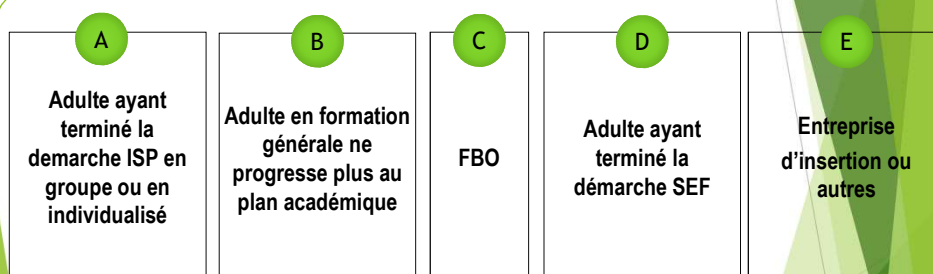 A
Adulte ayant
terminé la
demarche ISP en
groupe ou en
individualisé
B
Adulte en formation
générale ne
progresse plus au
plan académique
C
FBO
D
Adulte ayant
terminé la
démarche SEF
E
Entreprise
d'insertion ou
autres